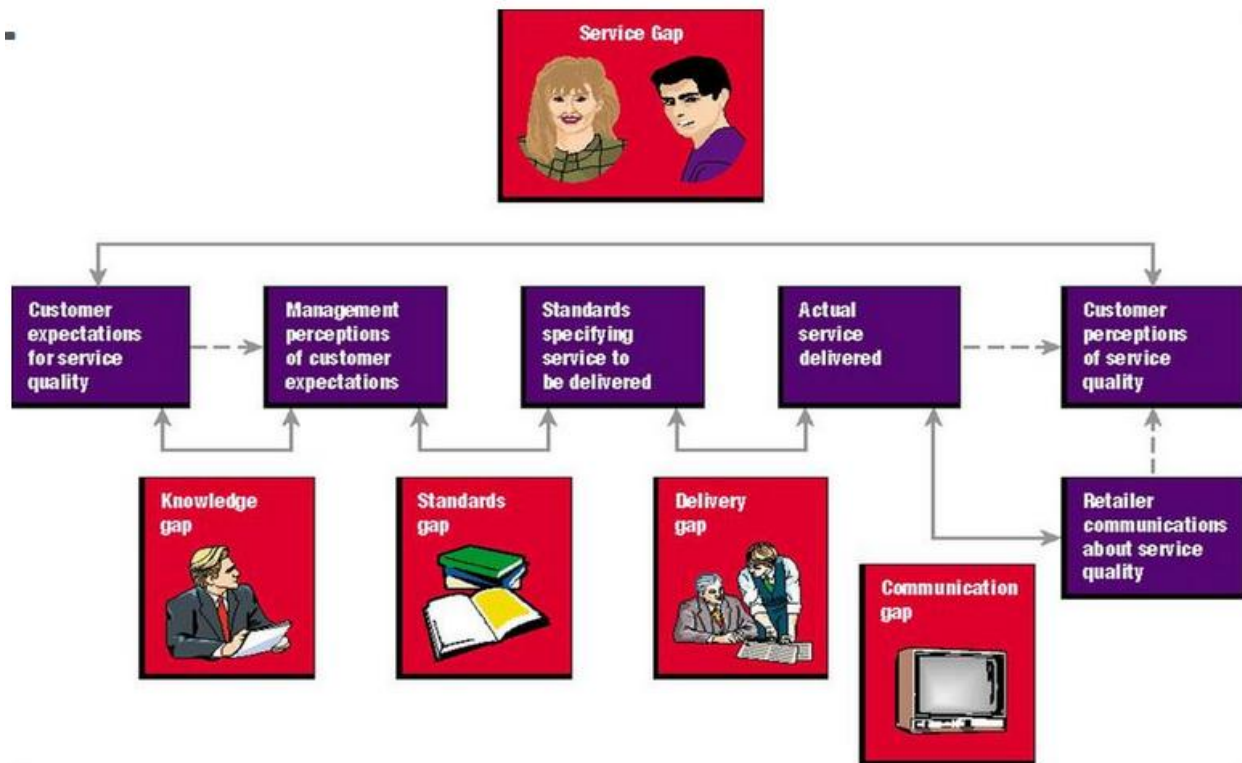 Service Gap
Customer
expectations
for service
quality
Management
perceptions
of customer
expectations
Standards
specifying
service to
be delivered
Actual
service
delivered
Customer
perceptions
of service
quality
Knowledge
gap
Standards
gap
Delivery
gap
Communication
gap
Retailer
communications
about service
quality